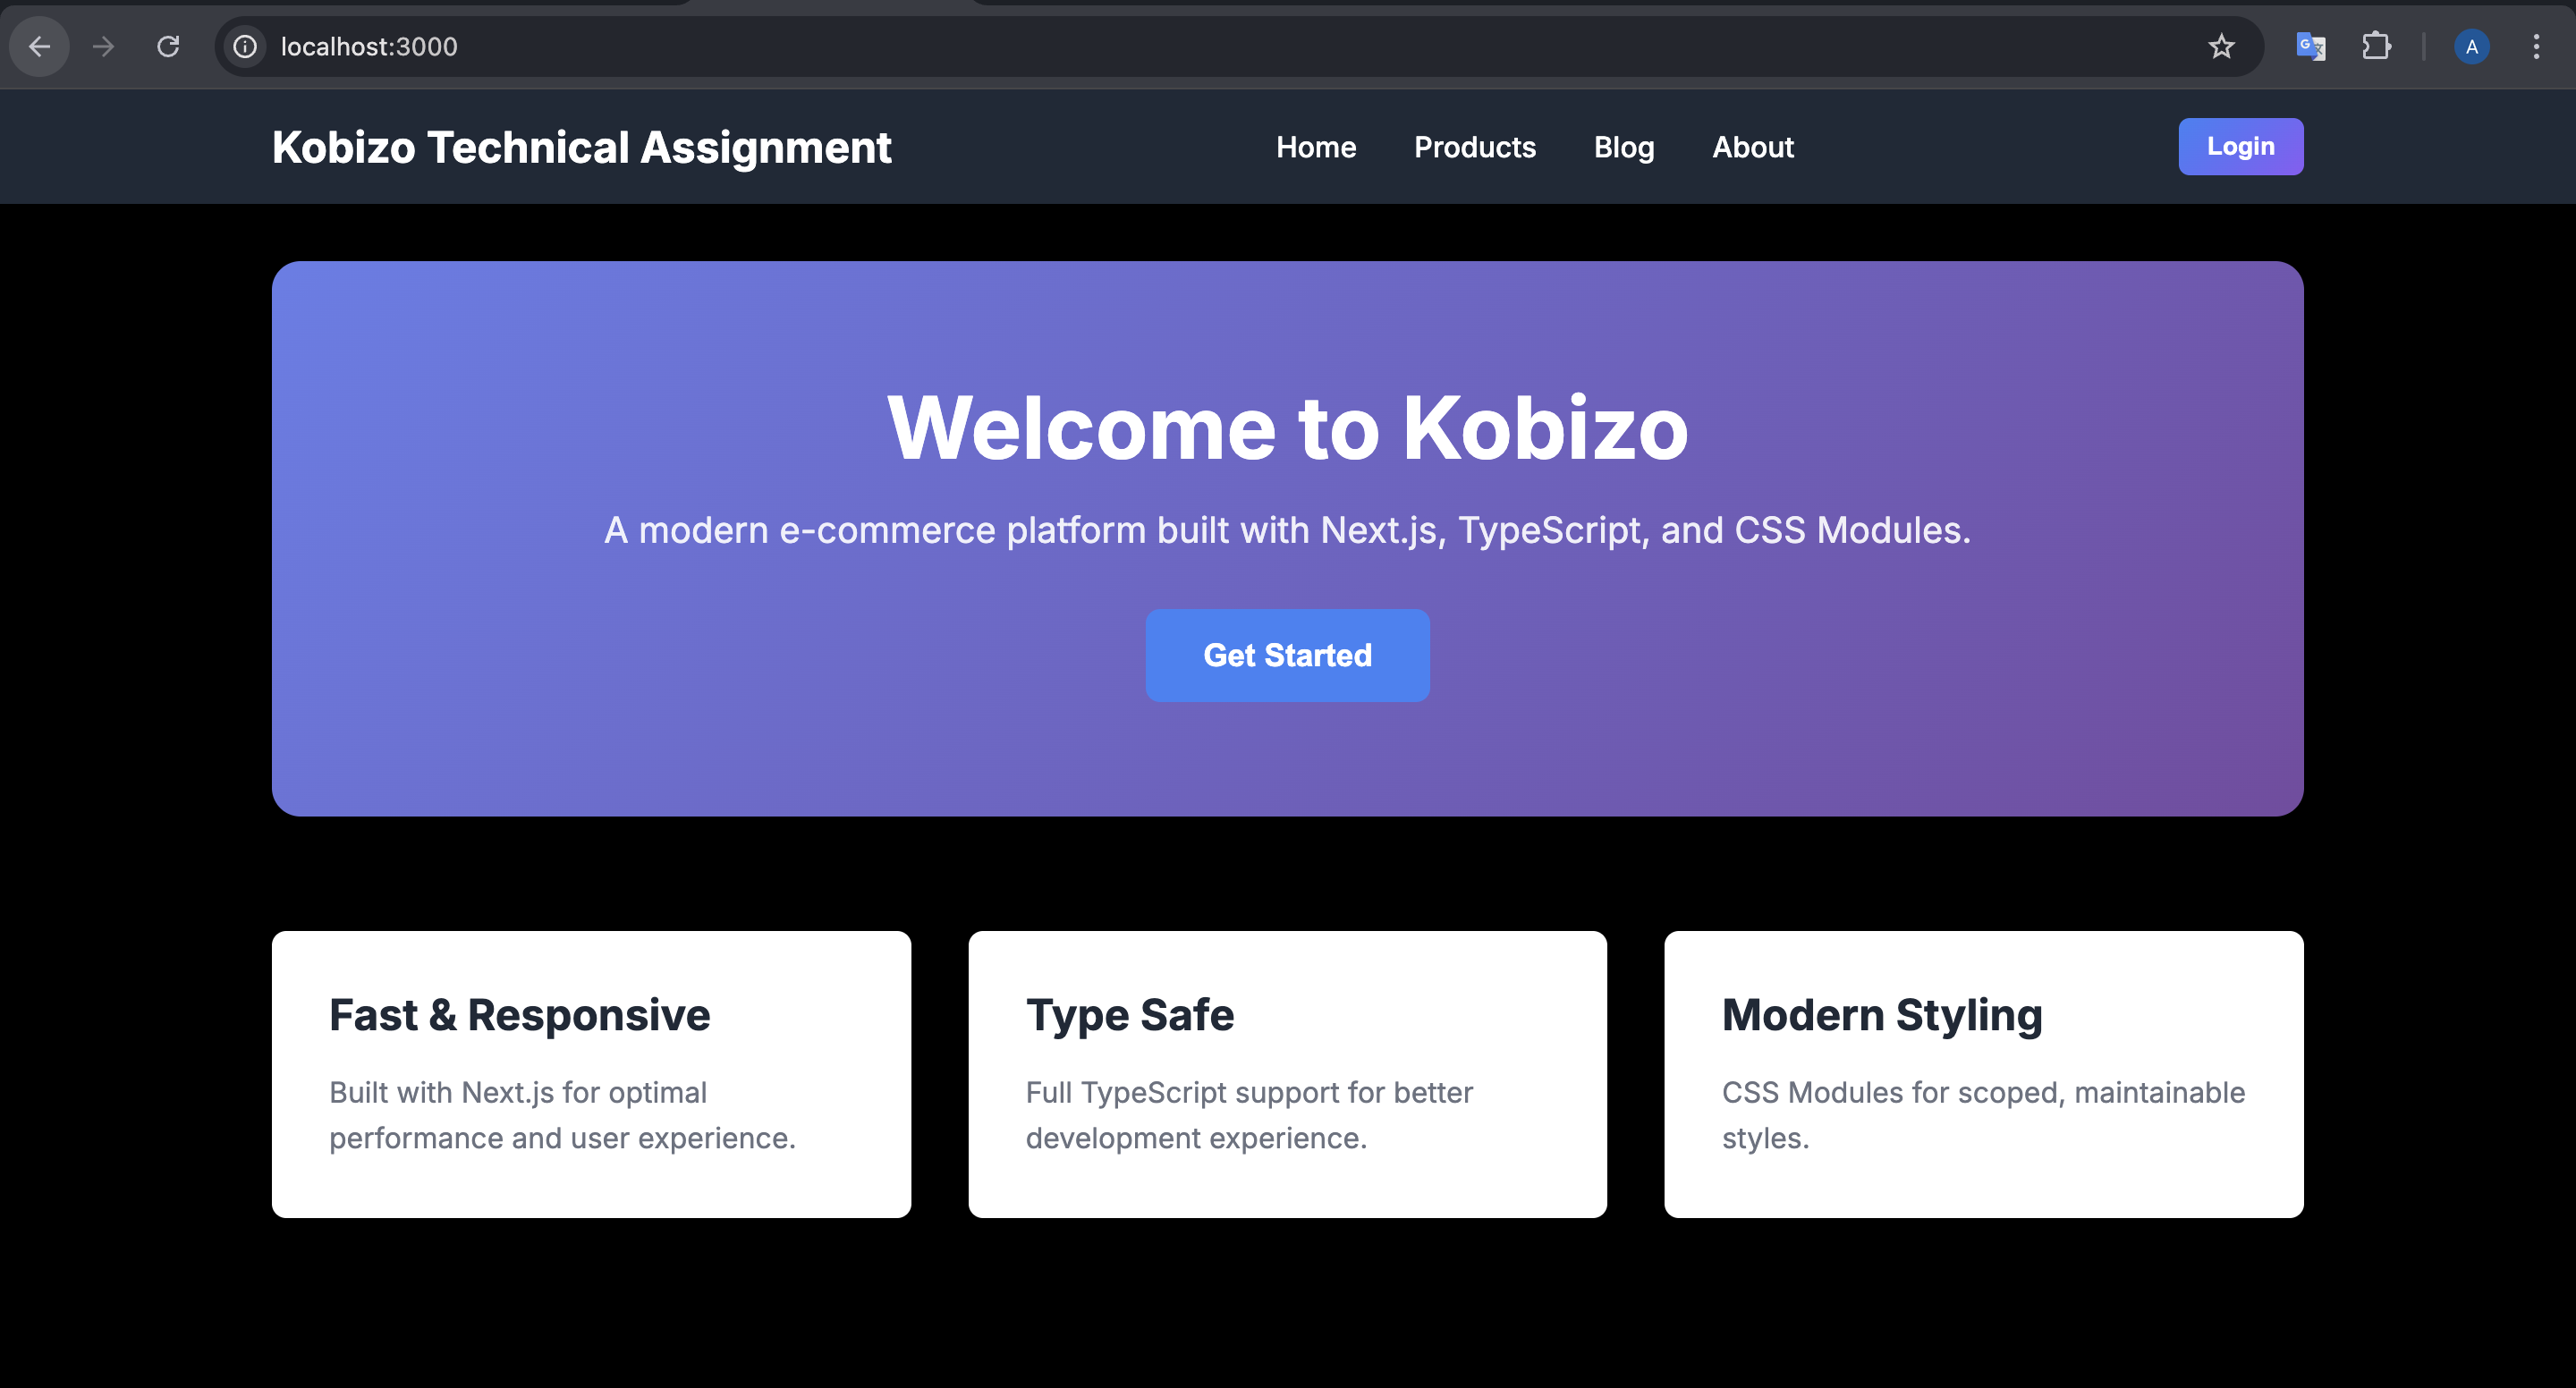 localhost:3000
A
Kobizo Technical Assignment
Home
Products
Blog
About
Login
Welcome to Kobizo
A modern e-commerce platform built with Next.js, TypeScript, and CSS Modules.
Get Started
Fast & Responsive
Built with Next.js for optimal
performance and user experience.
Type Safe
Full TypeScript support for better
development experience.
Modern Styling
CSS Modules for scoped, maintainable
styles.